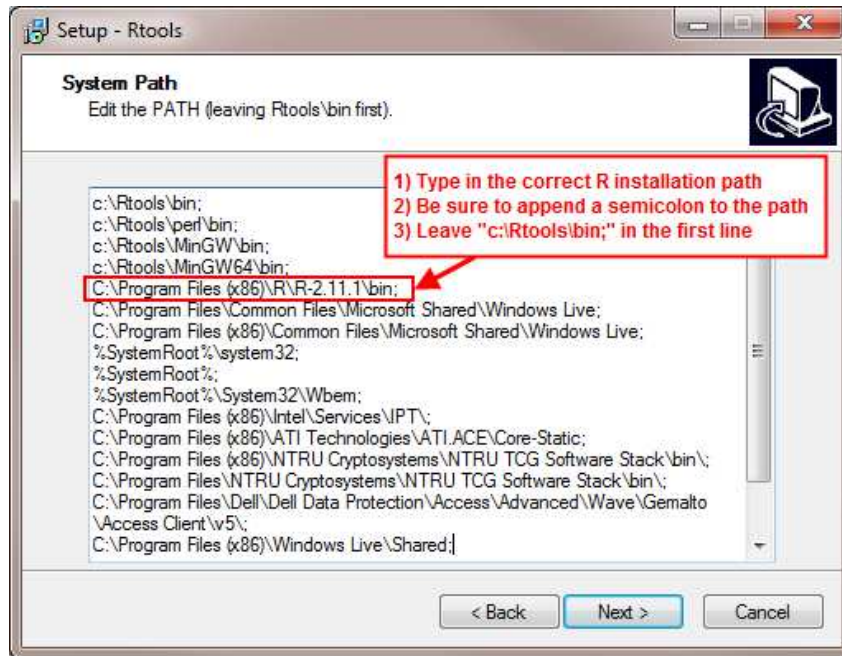 Setup - Rtools
System Path
Edit the PATH (leaving Rtools\bin first).
1) Type in the correct R installation path
2) Be sure to append a semicolon to the path
3) Leave "c:\Rtools\bin;" in the first line
c:\Rtools\bin;
c:\Rtools\perl\bin;
c:\Rtools\MinGW\bin;
c:\Rtools\MinGW64\bin;
C:\Program Files (x86)\R\R-2.11.1\bin;
C:\Program Files\Common Files\Microsoft Shared\Windows Live;
C:\Program Files (x86)\Common Files\Microsoft Shared\Windows Live;
%SystemRoot%\system32;
%SystemRoot%;
%SystemRoot%\System32\Wbem;
C:\Program Files (x86)\Intel\Services\IPT\;
C:\Program Files (x86)\ATI Technologies\ATI.ACE\Core-Static;
C:\Program Files (x86)\NTRU Cryptosystems\NTRU TCG Software Stack\bin\;
C:\Program Files\NTRU Cryptosystems\NTRU TCG Software Stack\bin\;
C:\Program Files\Dell\Dell Data Protection\Access\Advanced\Wave\Gemalto
\Access Client\v5\;
C:\Program Files (x86)\Windows Live\Shared;
< Back
Next >
Cancel